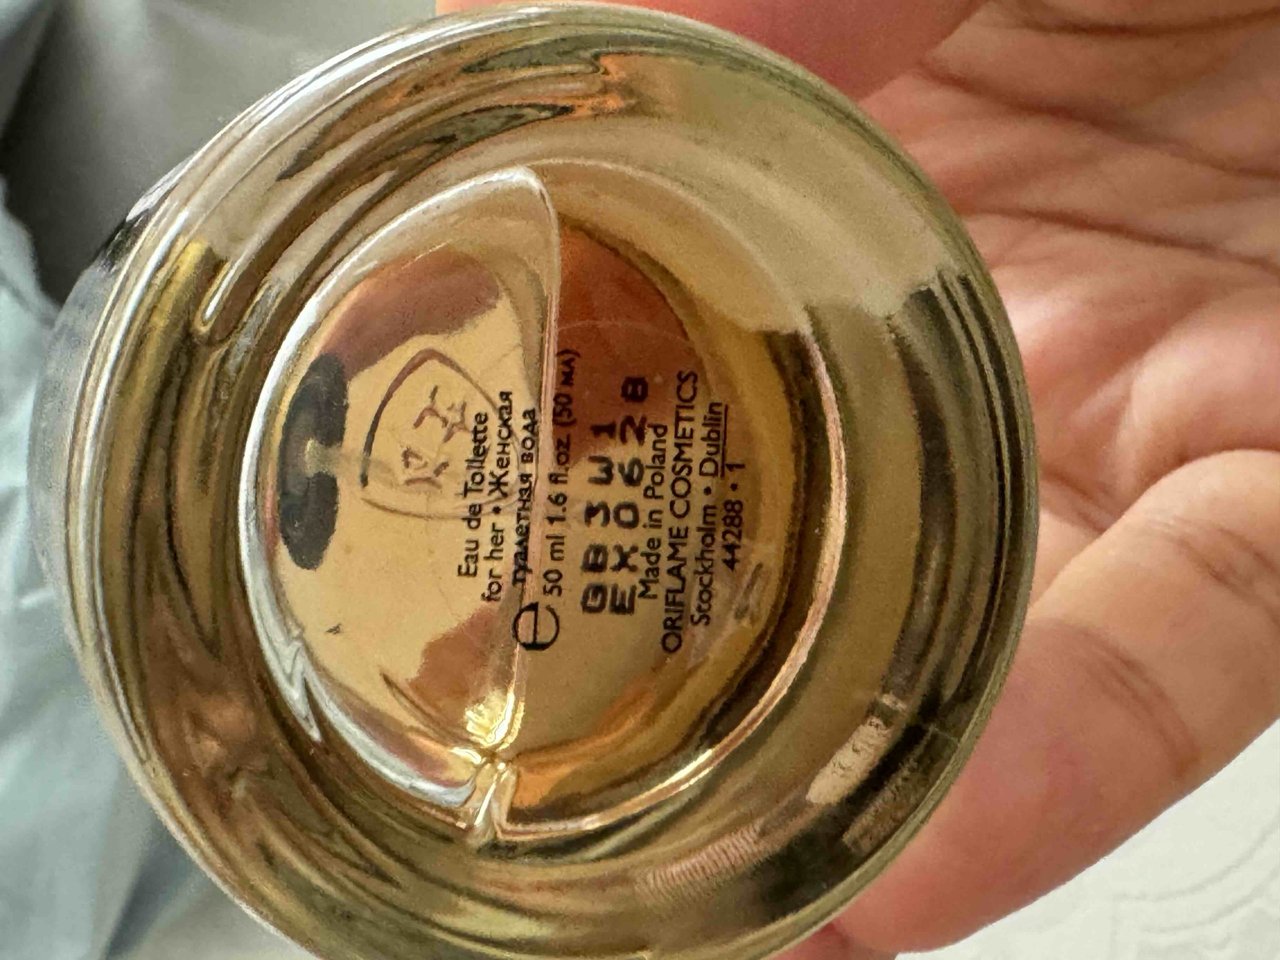 Eau de Toilette
for her • Женская
туалетная вода
e 50 ml 1.6 fl.oz (50 мл)
GB3W1
EX0628
Made in Poland
ORIFLAME COSMETICS
Stockholm • Dublin
44288 • 1